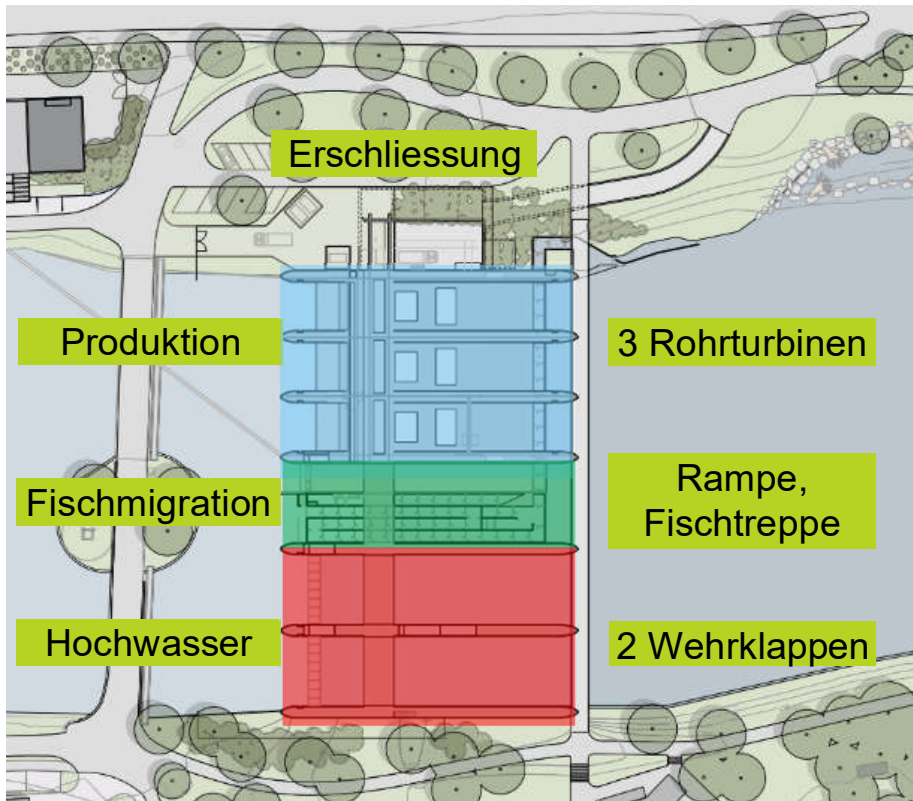 Erschliessung
Produktion
3 Rohrturbinen
Fischmigration
Rampe,
Fischtreppe
Hochwasser
2 Wehrklappen